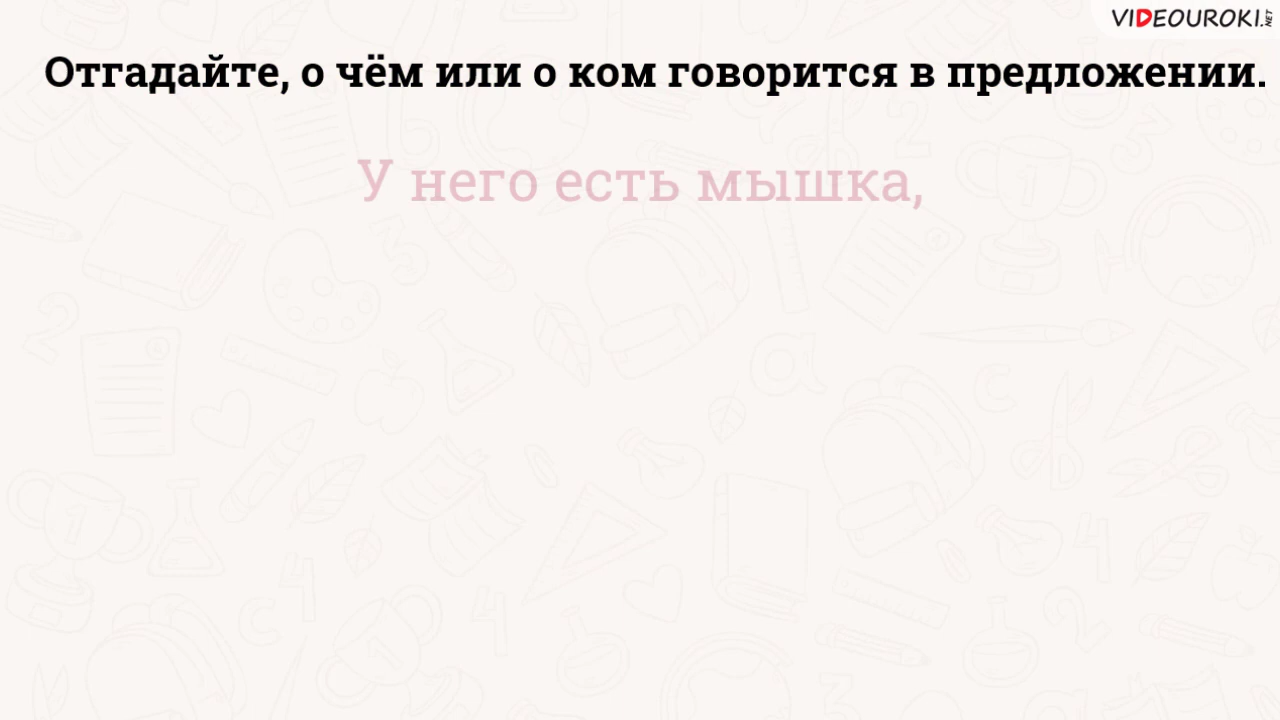 VIDEOUROKI.NET
Отгадайте, о чём или о ком говорится в предложении.
У него есть мышка,